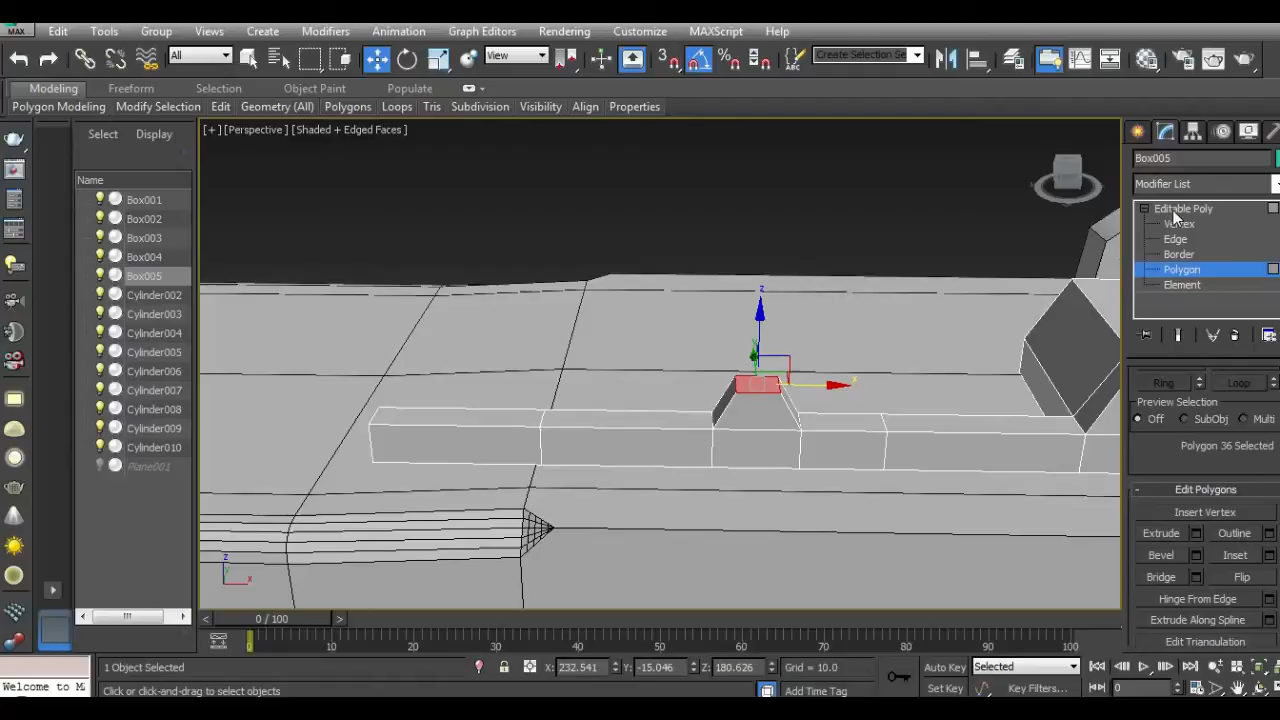 MAX Edit Tools Group Views Create Modifiers Animation Graph Editors Rendering Customize MAXScript Help
All View 3 % Create Selection Se
Modeling Freeform Selection Object Paint Populate
Polygon Modeling Modify Selection Edit Geometry (All) Polygons Loops Tris Subdivision Visibility Align Properties
Select Display
[+] [Perspective] [Shaded + Edged Faces]
Name
Box001
Box002
Box003
Box004
Box005
Cylinder002
Cylinder003
Cylinder004
Cylinder005
Cylinder006
Cylinder007
Cylinder008
Cylinder009
Cylinder010
Plane001
z
x
z
x
Box005
Modifier List
Editable Poly
Vertex
Edge
Border
Polygon
Element
Ring Loop
Preview Selection
Off SubObj Multi
Polygon 36 Selected
- Edit Polygons
Insert Vertex
Extrude Outline
Bevel Inset
Bridge Flip
Hinge From Edge
Extrude Along Spline
Edit Triangulation
< 0 / 100 >
0 10 20 30 40 50 60 70 80 90 100
1 Object Selected X: 232.541 Y: -15.046 Z: 180.626 Grid = 10.0 Auto Key Selected
Welcome to M Click or click-and-drag to select objects Add Time Tag Set Key Key Filters... 0